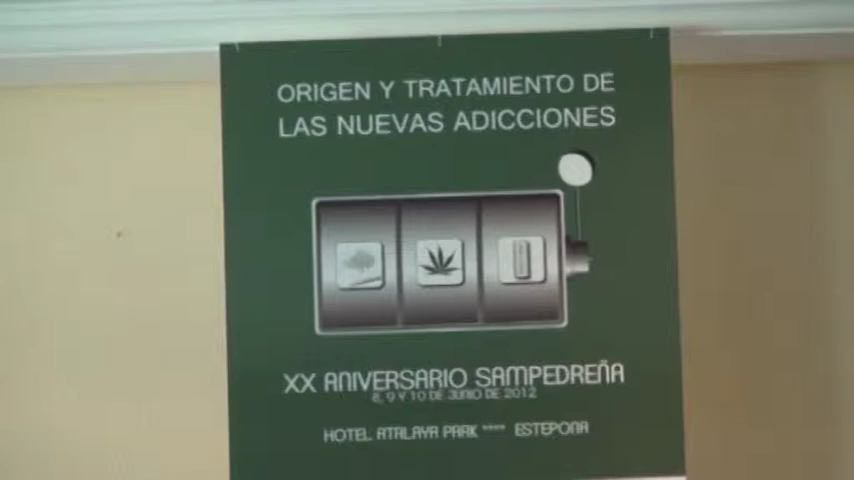 ORIGEN Y TRATAMIENTO DE
LAS NUEVAS ADICCIONES
XX ANIVERSARIO SAMPEDREÑA
8, 9 Y 10 DE JUNIO DE 2012
HOTEL ATALAYA PARK **** ESTEPONA